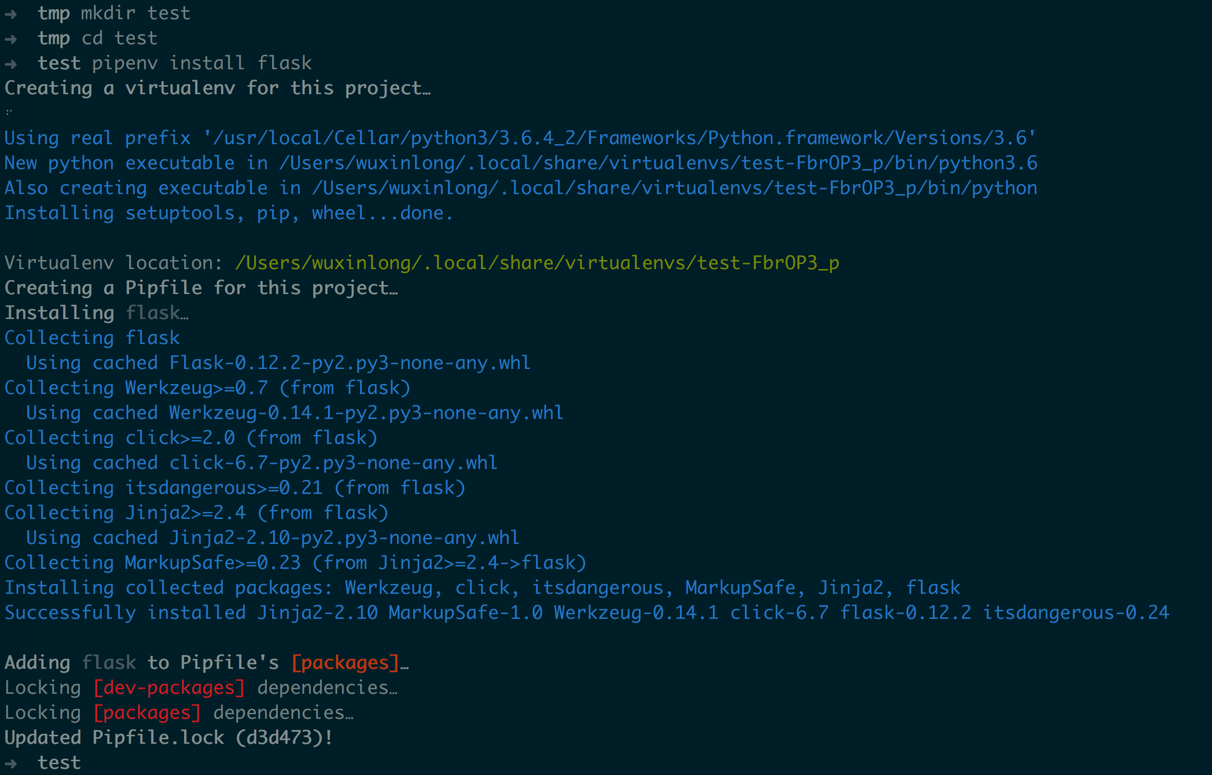 ➜  tmp mkdir test
➜  tmp cd test
➜  test pipenv install flask
Creating a virtualenv for this project…
⠋
Using real prefix '/usr/local/Cellar/python3/3.6.4_2/Frameworks/Python.framework/Versions/3.6'
New python executable in /Users/wuxinlong/.local/share/virtualenvs/test-FbrOP3_p/bin/python3.6
Also creating executable in /Users/wuxinlong/.local/share/virtualenvs/test-FbrOP3_p/bin/python
Installing setuptools, pip, wheel...done.

Virtualenv location: /Users/wuxinlong/.local/share/virtualenvs/test-FbrOP3_p
Creating a Pipfile for this project…
Installing flask…
Collecting flask
  Using cached Flask-0.12.2-py2.py3-none-any.whl
Collecting Werkzeug>=0.7 (from flask)
  Using cached Werkzeug-0.14.1-py2.py3-none-any.whl
Collecting click>=2.0 (from flask)
  Using cached click-6.7-py2.py3-none-any.whl
Collecting itsdangerous>=0.21 (from flask)
Collecting Jinja2>=2.4 (from flask)
  Using cached Jinja2-2.10-py2.py3-none-any.whl
Collecting MarkupSafe>=0.23 (from Jinja2>=2.4->flask)
Installing collected packages: Werkzeug, click, itsdangerous, MarkupSafe, Jinja2, flask
Successfully installed Jinja2-2.10 MarkupSafe-1.0 Werkzeug-0.14.1 click-6.7 flask-0.12.2 itsdangerous-0.24

Adding flask to Pipfile's [packages]…
Locking [dev-packages] dependencies…
Locking [packages] dependencies…
Updated Pipfile.lock (d3d473)!
➜  test